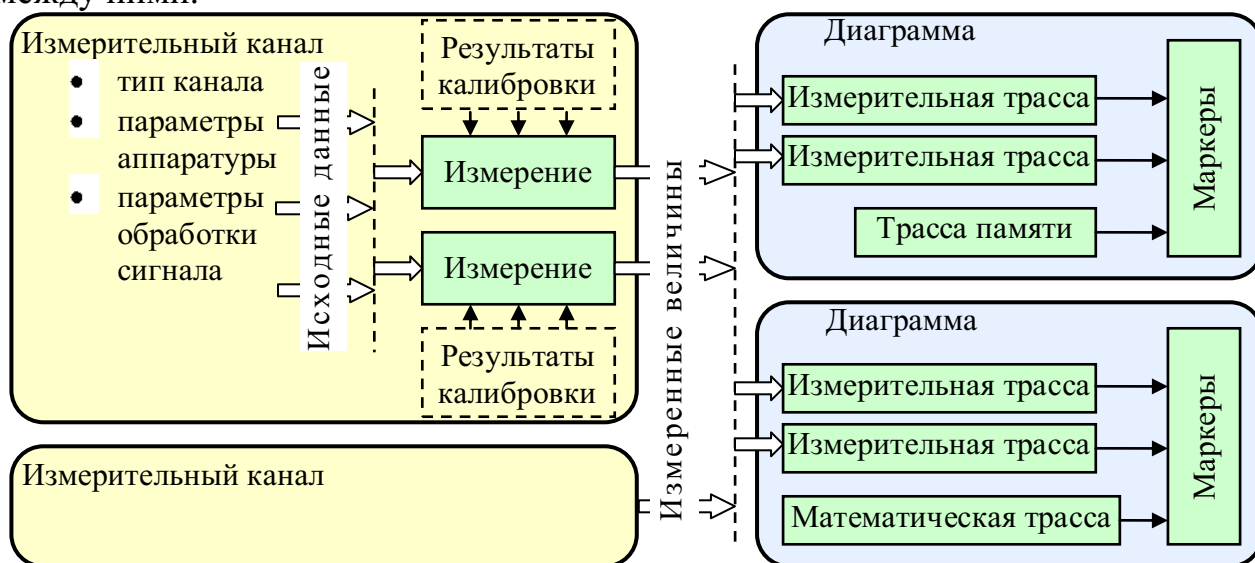 между ними.
Измерительный канал
• тип канала
• параметры
аппаратуры
• параметры
обработки
сигнала
Исходные данные
Результаты
калибровки
Измерение
Измерение
Результаты
калибровки
Измерительный канал
Измеренные величины
Диаграмма
Измерительная трасса
Измерительная трасса
Трасса памяти
Маркеры
Диаграмма
Измерительная трасса
Измерительная трасса
Математическая трасса
Маркеры